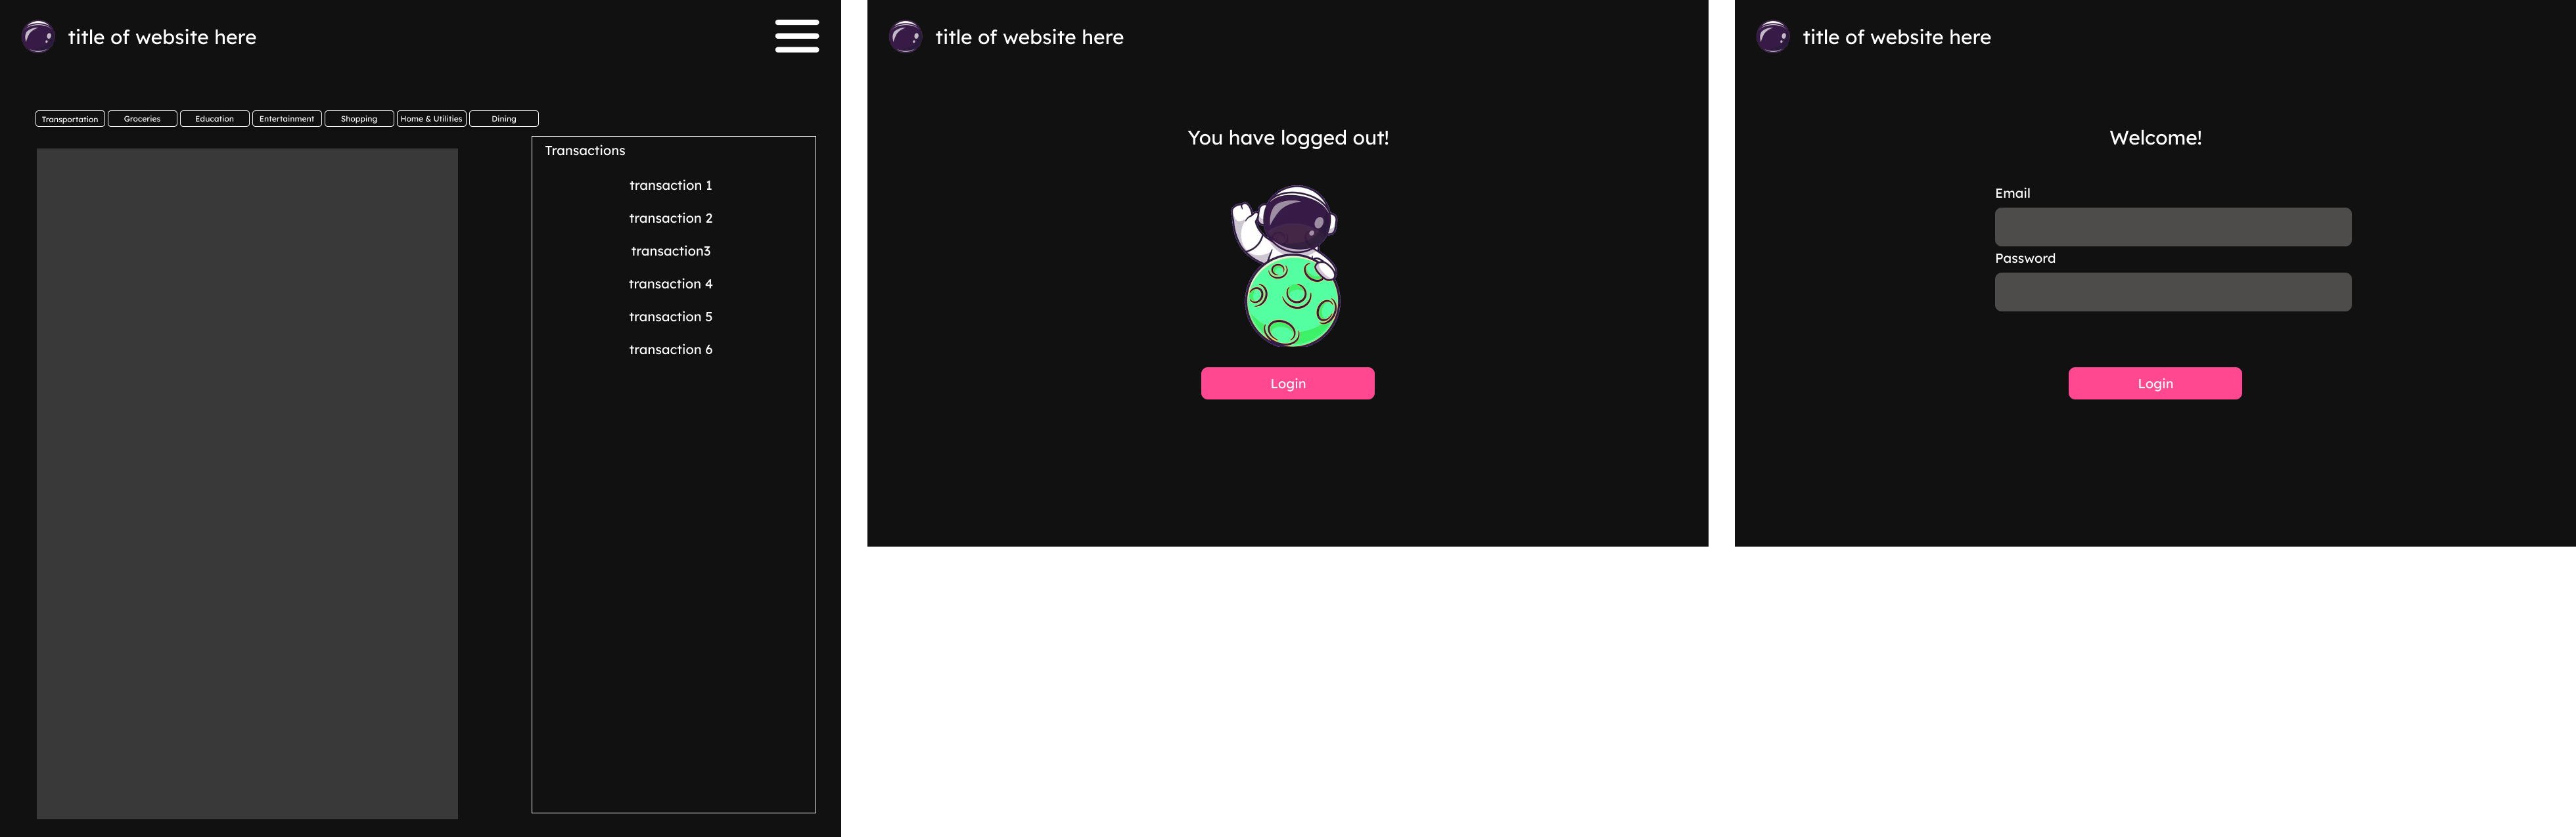 title of website here
Transportation
Groceries
Education
Entertainment
Shopping
Home & Utilities
Dining
Transactions
transaction 1
transaction 2
transaction3
transaction 4
transaction 5
transaction 6
title of website here
You have logged out!
Login
title of website here
Welcome!
Email
Password
Login